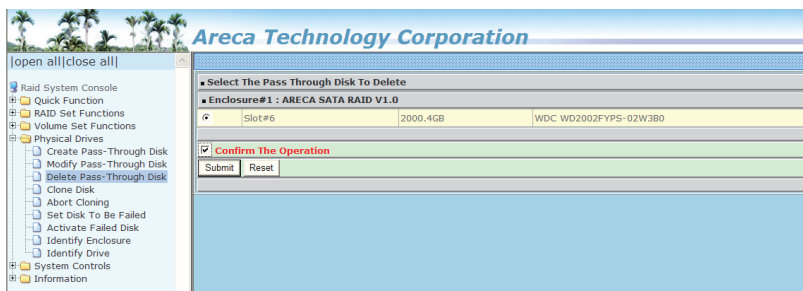 Areca Technology Corporation
|open all|close all|
Raid System Console
Quick Function
RAID Set Functions
Volume Set Functions
Physical Drives
Create Pass-Through Disk
Modify Pass-Through Disk
Delete Pass-Through Disk
Clone Disk
Abort Cloning
Set Disk To Be Failed
Activate Failed Disk
Identify Enclosure
Identify Drive
System Controls
Information
Select The Pass Through Disk To Delete
Enclosure#1 : ARECA SATA RAID V1.0
Slot#6 2000.4GB WDC WD2002FYPS-02W3B0
Confirm The Operation
Submit Reset